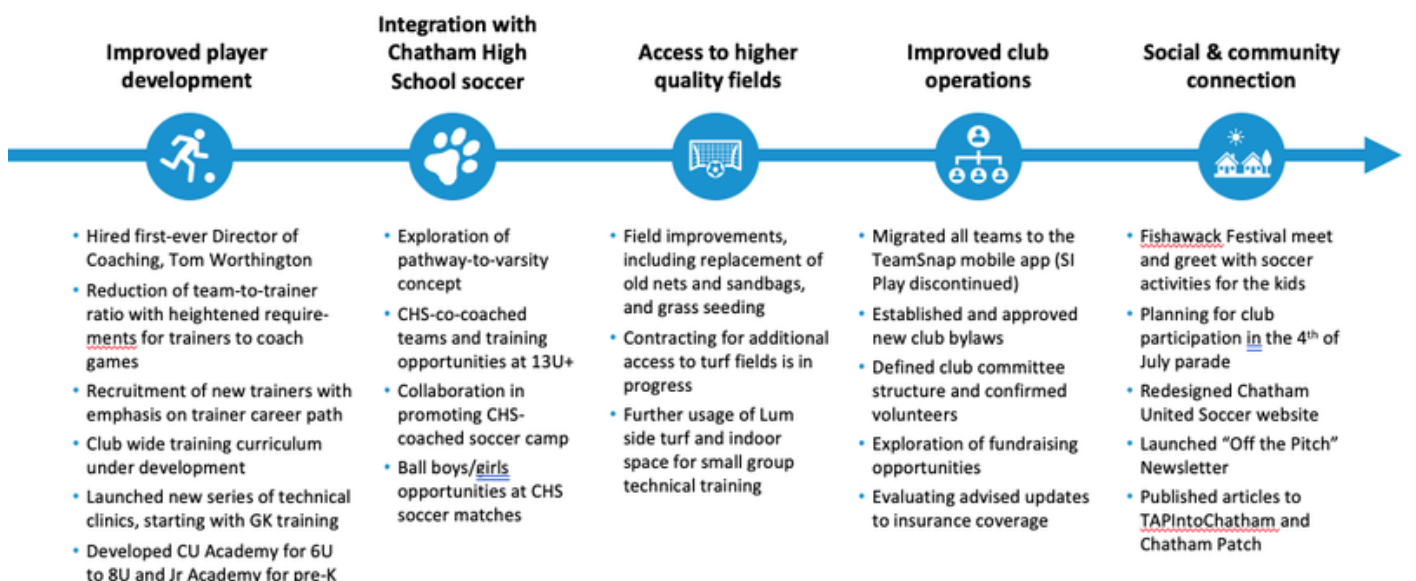 Improved player
development
Integration with
Chatham High
School soccer
Access to higher
quality fields
Improved club
operations
Social & community
connection
• Hired first-ever Director of
Coaching, Tom Worthington
• Reduction of team-to-trainer
ratio with heightened require-
ments for trainers to coach
games
• Recruitment of new trainers with
emphasis on trainer career path
• Club wide training curriculum
under development
• Launched new series of technical
clinics, starting with GK training
• Developed CU Academy for 6U
to 8U and Jr Academy for pre-K
• Exploration of
pathway-to-varsity
concept
• CHS-co-coached
teams and training
opportunities at 13U+
• Collaboration in
promoting CHS-
coached soccer camp
• Ball boys/girls
opportunities at CHS
soccer matches
• Field improvements,
including replacement of
old nets and sandbags,
and grass seeding
• Contracting for additional
access to turf fields is in
progress
• Further usage of Lum
side turf and indoor
space for small group
technical training
• Migrated all teams to the
TeamSnap mobile app (SI
Play discontinued)
• Established and approved
new club bylaws
• Defined club committee
structure and confirmed
volunteers
• Exploration of fundraising
opportunities
• Evaluating advised updates
to insurance coverage
• Fishawack Festival meet
and greet with soccer
activities for the kids
• Planning for club
participation in the 4th of
July parade
• Redesigned Chatham
United Soccer website
• Launched “Off the Pitch”
Newsletter
• Published articles to
TAPIntoChatham and
Chatham Patch